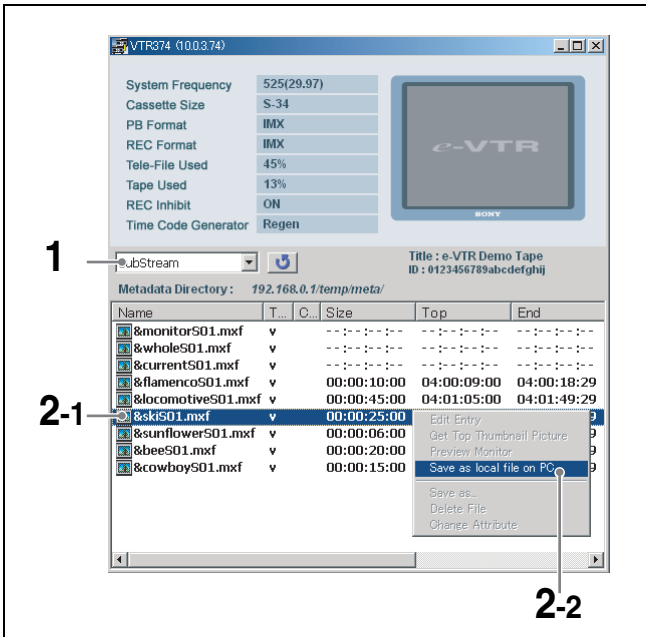 VTR374 (10.0.3.74)
System Frequency 525(29.97)
Cassette Size S-34
PB Format IMX
REC Format IMX
Tele-File Used 45%
Tape Used 13%
REC Inhibit ON
Time Code Generator Regen
e-VTR
SONY
1
ubStream
Title : e-VTR Demo Tape
ID : 0123456789abcdefghij
Metadata Directory : 192.168.0.1/temp/meta/
Name T... C... Size Top End
&monitorS01.mxf v --:--:--:-- --:--:--:-- --:--:--:--
&wholeS01.mxf v --:--:--:-- --:--:--:-- --:--:--:--
&currentS01.mxf v --:--:--:-- --:--:--:-- --:--:--:--
&flamencoS01.mxf v 00:00:10:00 04:00:09:00 04:00:18:29
&locomotiveS01.mxf v 00:00:45:00 04:01:05:00 04:01:49:29
2-1
&skiS01.mxf v 00:00:25:00 9
&sunflowerS01.mxf v 00:00:06:00 9
&beeS01.mxf v 00:00:20:00 9
&cowboyS01.mxf v 00:00:15:00 9
Edit Entry
Get Top Thumbnail Picture
Preview Monitor
Save as local file on PC
Save as...
Delete File
Change Attribute
2-2